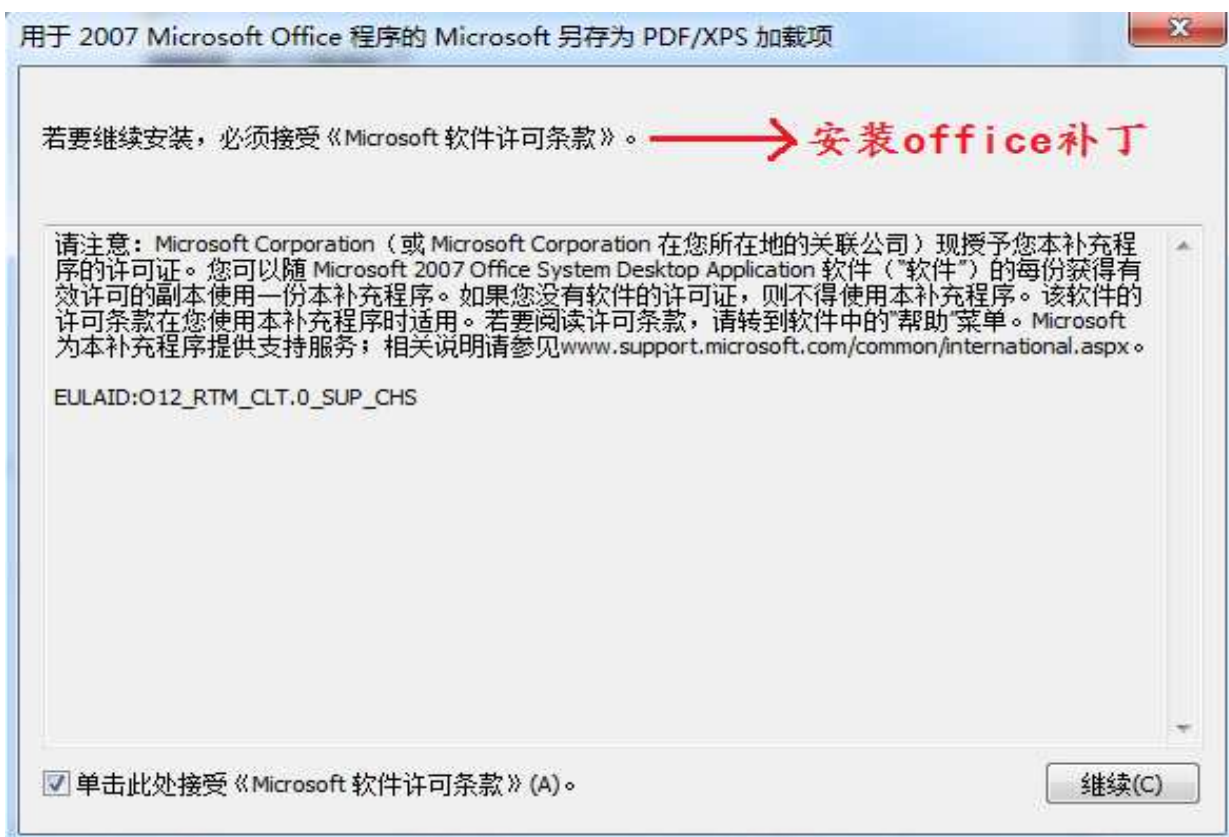 用于 2007 Microsoft Office 程序的 Microsoft 另存为 PDF/XPS 加载项
若要继续安装，必须接受《Microsoft 软件许可条款》。 安装office补丁
请注意：Microsoft Corporation（或 Microsoft Corporation 在您所在地的关联公司）现授予您本补充程
序的许可证。您可以随 Microsoft 2007 Office System Desktop Application 软件（"软件"）的每份获得有
效许可的副本使用一份本补充程序。如果您没有软件的许可证，则不得使用本补充程序。该软件的
许可条款在您使用本补充程序时适用。若要阅读许可条款，请转到软件中的"帮助"菜单。Microsoft
为本补充程序提供支持服务；相关说明请参见www.support.microsoft.com/common/international.aspx。
EULAID:O12_RTM_CLT.0_SUP_CHS
单击此处接受《Microsoft 软件许可条款》(A)。 继续(C)